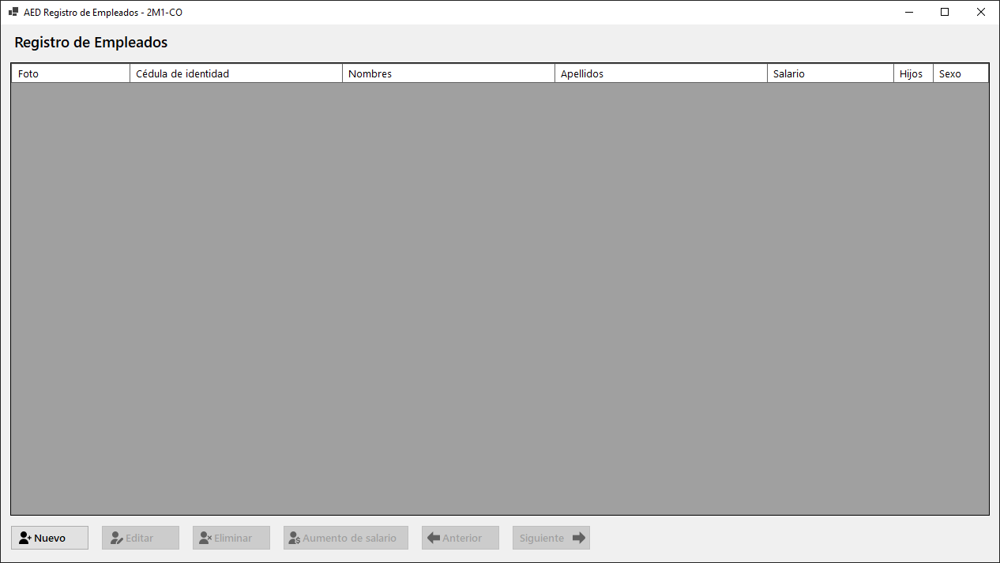 AED Registro de Empleados - 2M1-CO
Registro de Empleados
Foto Cédula de identidad Nombres Apellidos Salario Hijos Sexo
Nuevo Editar Eliminar Aumento de salario Anterior Siguiente